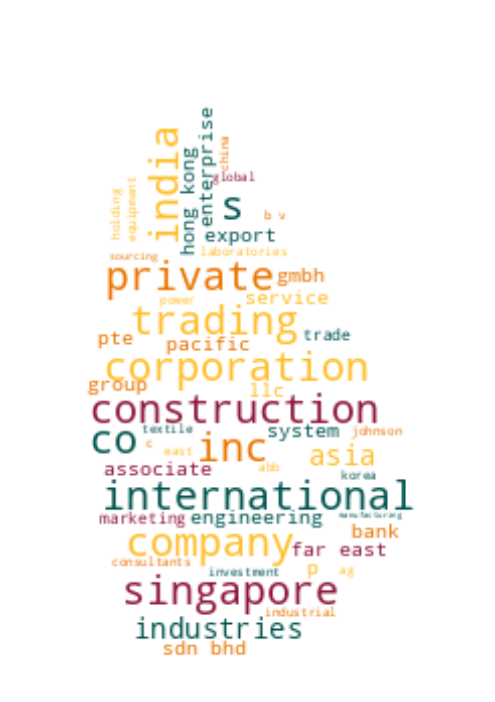 india
hong kong
enterprise
china
global
holding
equipment
s
b v
export
sourcing
laboratories
private
gmbh
power
service
trading
trade
pte
pacific
corporation
group
llc
construction
co
textile
system
johnson
c
east
inc
asia
associate
abb
korea
international
marketing
engineering
manufacturing
bank
company
far east
consultants
investment
p
ag
singapore
industrial
industries
sdn bhd